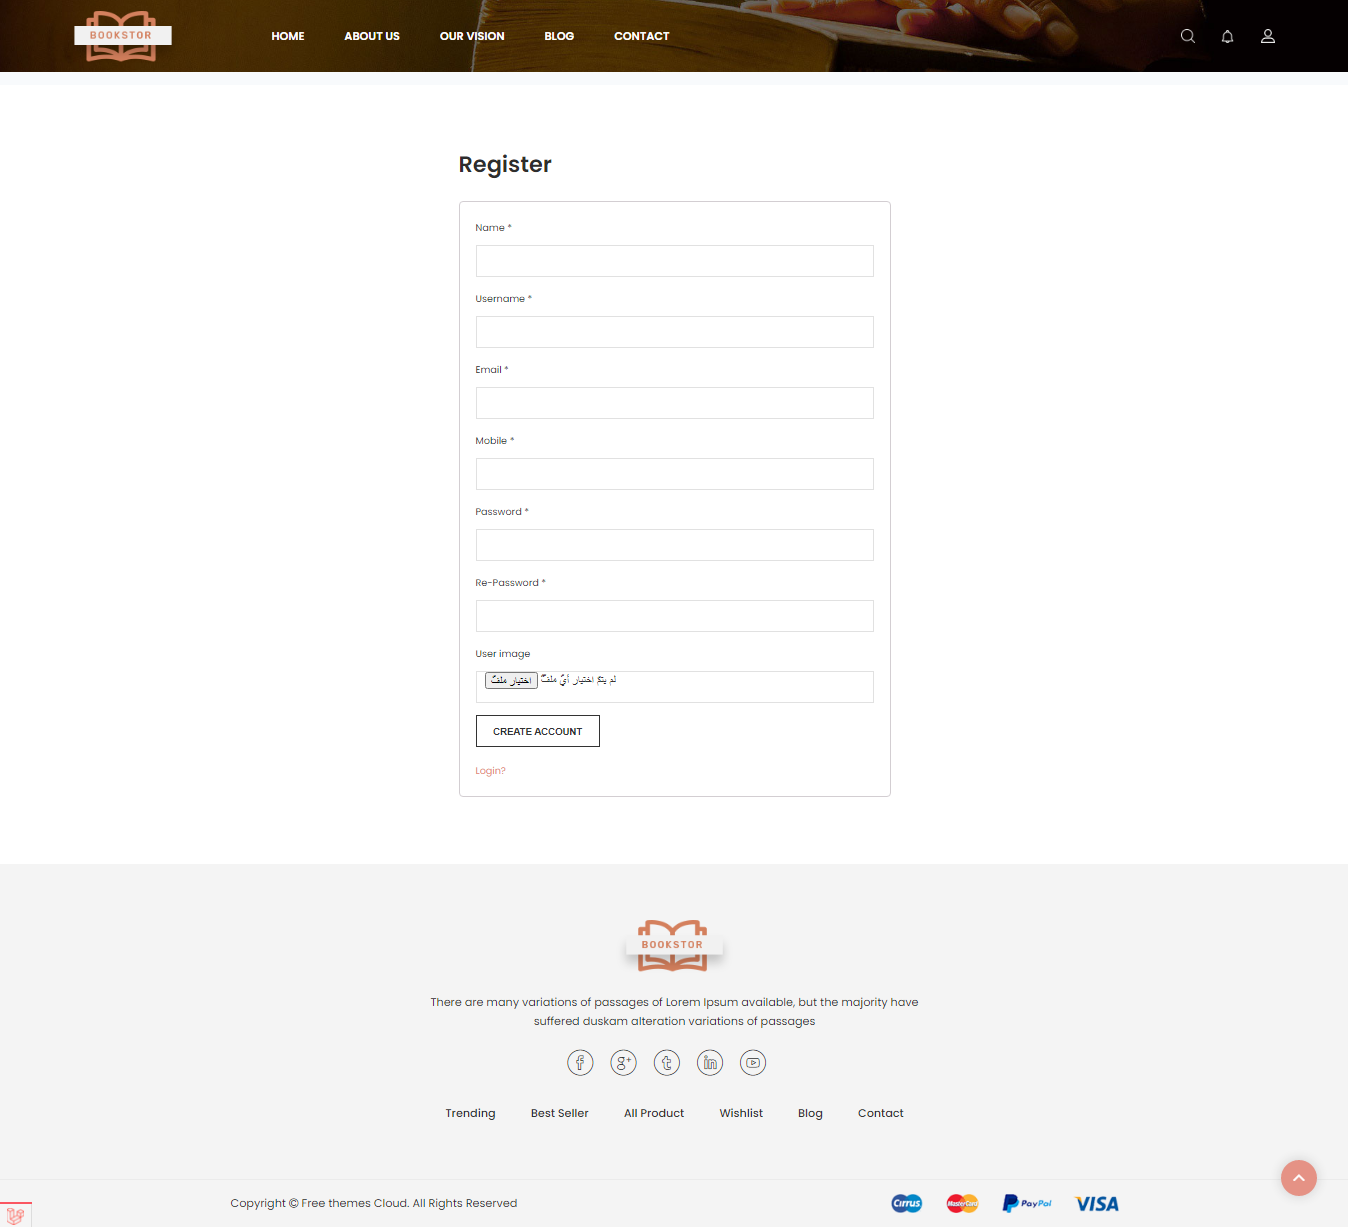 BOOKSTOR
HOME ABOUT US OUR VISION BLOG CONTACT
Register
Name *
Username *
Email *
Mobile *
Password *
Re-Password *
User image
اختيار ملف لم يتم اختيار أي ملف
CREATE ACCOUNT
Login?
BOOKSTOR
There are many variations of passages of Lorem Ipsum available, but the majority have
suffered duskam alteration variations of passages
Trending Best Seller All Product Wishlist Blog Contact
Copyright © Free themes Cloud. All Rights Reserved Cirrus MasterCard PayPal VISA